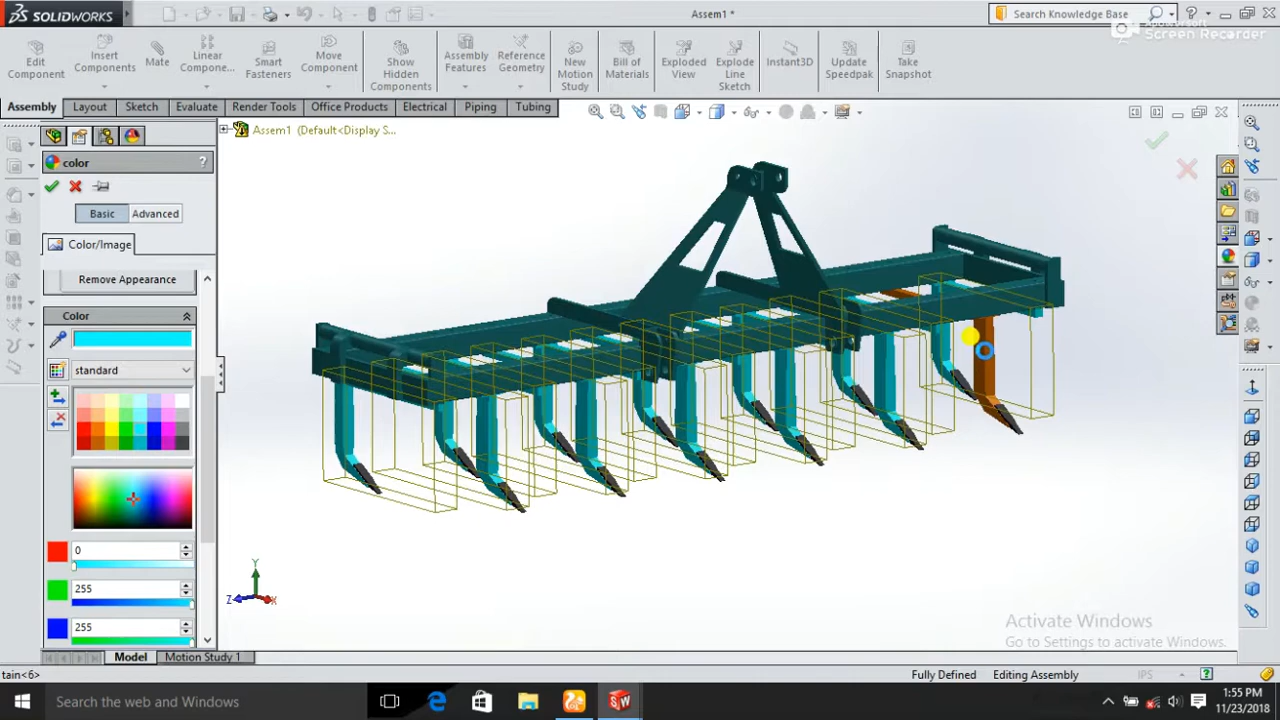 SOLIDWORKS
Assem1 *
Search Knowledge Base
Apowersoft
Screen Recorder
Edit Component
Insert Components
Mate
Linear Compone...
Smart Fasteners
Move Component
Show Hidden Components
Assembly Features
Reference Geometry
New Motion Study
Bill of Materials
Exploded View
Explode Line Sketch
Instant3D
Update Speedpak
Take Snapshot
Assembly
Layout
Sketch
Evaluate
Render Tools
Office Products
Electrical
Piping
Tubing
Assem1 (Default<Display S...
color
?
Basic
Advanced
Color/Image
Remove Appearance
Color
standard
0
255
255
Y
Z
X
Activate Windows
Go to Settings to activate Windows.
Model
Motion Study 1
tain<6>
Fully Defined
Editing Assembly
IPS
Search the web and Windows
1:55 PM
11/23/2018